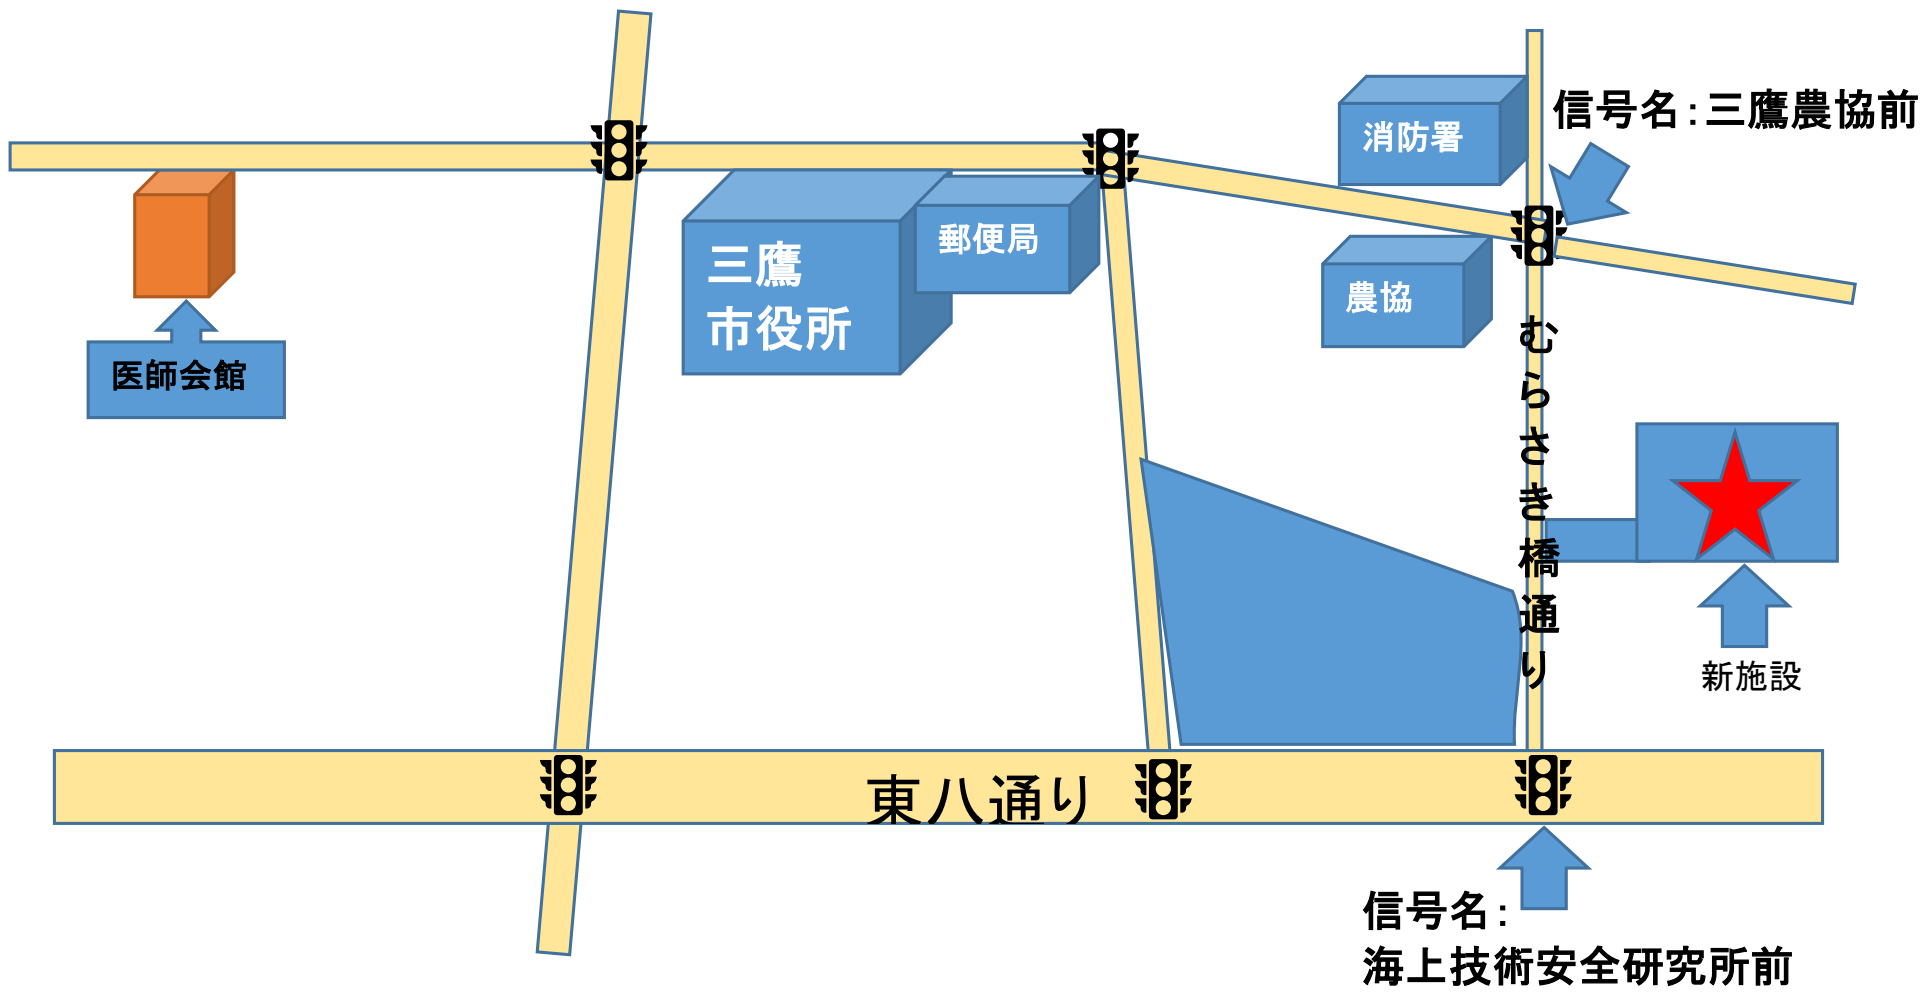 信号名：三鷹農協前
消防署
郵便局
三鷹
市役所
農協
医師会館
むらさき橋通り
新施設
東八通り
信号名：
海上技術安全研究所前